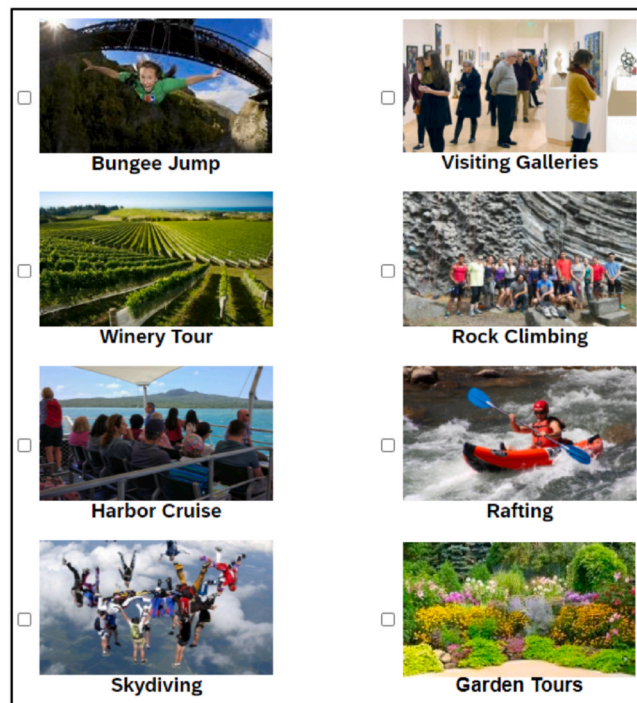 Bungee Jump
Visiting Galleries
Winery Tour
Rock Climbing
Harbor Cruise
Rafting
Skydiving
Garden Tours